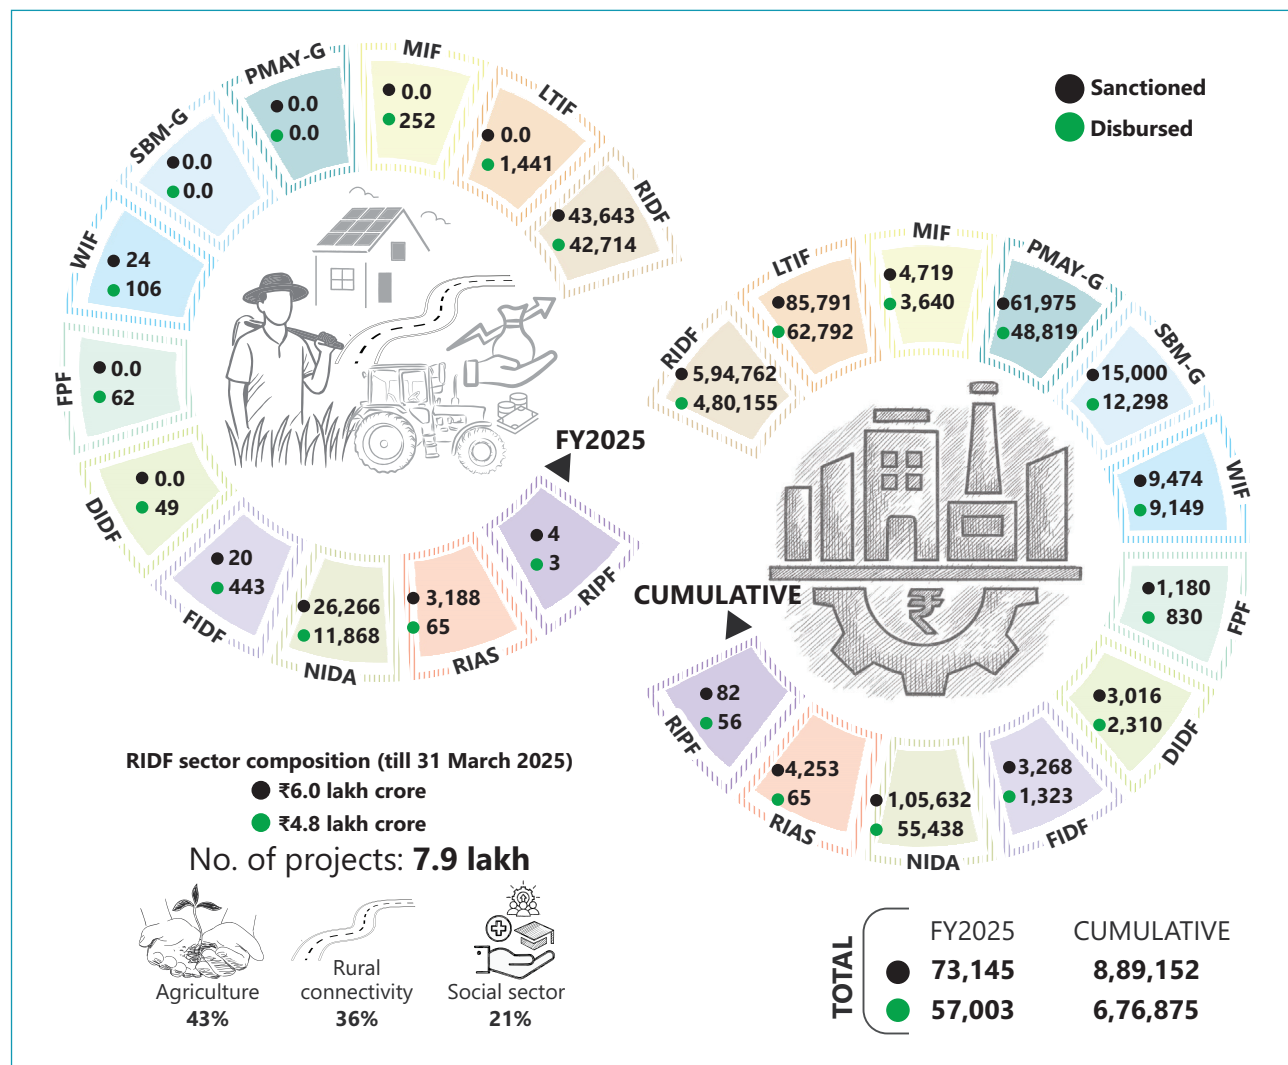 Sanctioned
Disbursed
PMAY-G
0.0
0.0
MIF
0.0
252
LTIF
0.0
1,441
RIDF
43,643
42,714
SBM-G
0.0
0.0
WIF
24
106
FPF
0.0
62
DIDF
0.0
49
FIDF
20
443
NIDA
26,266
11,868
RIAS
3,188
65
RIPF
4
3
FY2025
RIDF
5,94,762
4,80,155
LTIF
85,791
62,792
MIF
4,719
3,640
PMAY-G
61,975
48,819
SBM-G
15,000
12,298
WIF
9,474
9,149
FPF
1,180
830
DIDF
3,016
2,310
FIDF
3,268
1,323
NIDA
1,05,632
55,438
RIAS
4,253
65
RIPF
82
56
CUMULATIVE
₹
RIDF sector composition (till 31 March 2025)
₹6.0 lakh crore
₹4.8 lakh crore
No. of projects: 7.9 lakh
Agriculture
43%
Rural
connectivity
36%
Social sector
21%
TOTAL
FY2025 CUMULATIVE
73,145 8,89,152
57,003 6,76,875